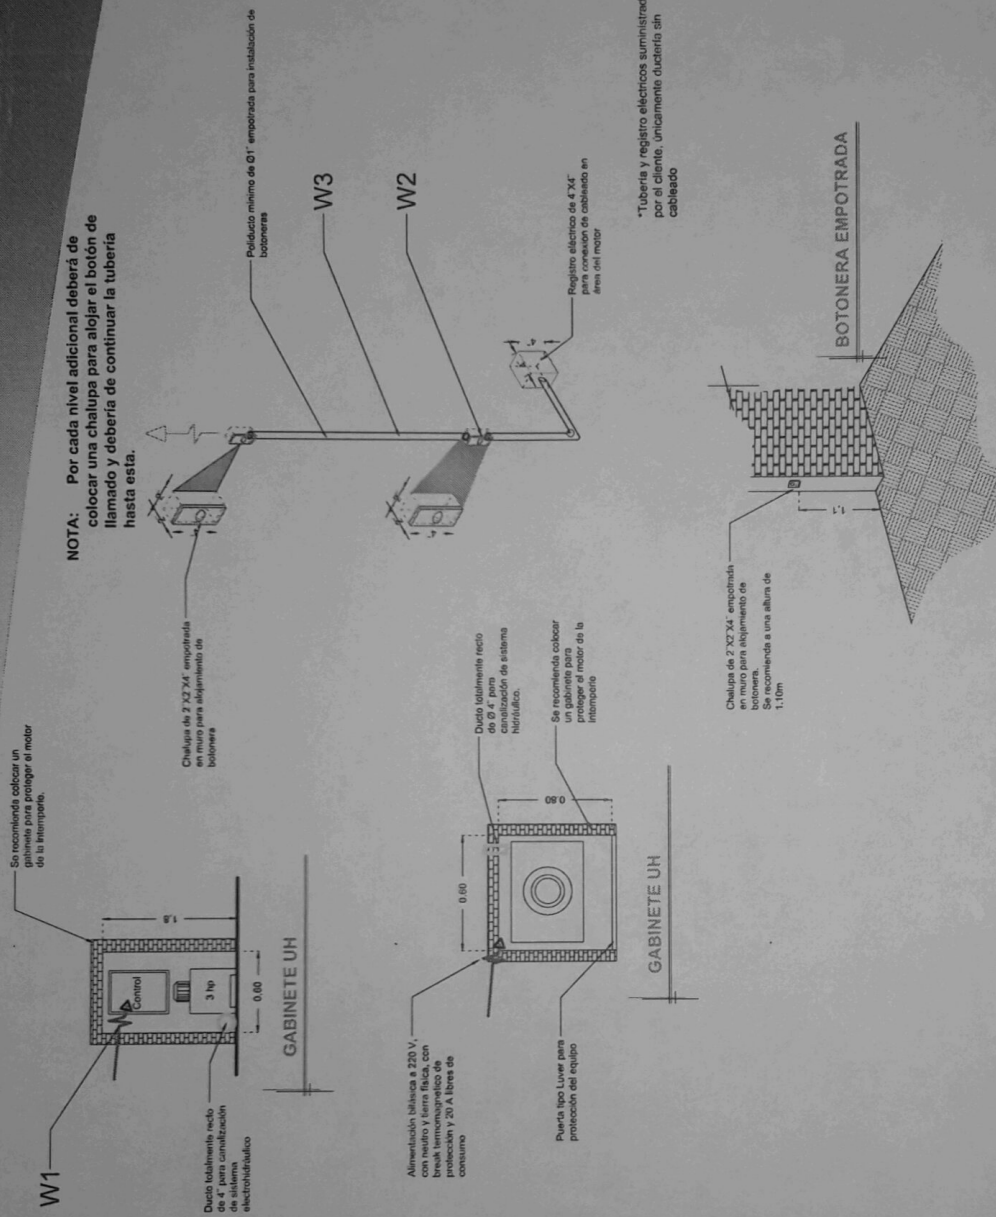 NOTA: Por cada nivel adicional deberá de
colocar una chalupa para alojar el botón de
llamado y debería de continuar la tubería
hasta esta.
Se recomienda colocar un
gabinete para proteger el motor
de la intemperie.
W1
Control
3 hp
1.8
0.60
Ducto totalmente recto
de 4" para canalización
de sistema
electrohidráulico
GABINETE UH
Chalupa de 2"X2"X4" empotrada
en muro para alojamiento de
botonera
Poliducto mínimo de Ø1" empotrada para instalación de
botoneras
W3
W2
Registro eléctrico de 4"X4"
para conexión de cableado en
área del motor
*Tubería y registro eléctricos suministrad
por el cliente, únicamente ductería sin
cableado
Alimentación bifásica a 220 V,
con neutro y tierra física, con
break termomagnetico de
protección y 20 A libres de
consumo
Ducto totalmente recto
de Ø 4" para
canalización de sistema
hidráulico.
0.60
0.80
Se recomienda colocar
un gabinete para
proteger el motor de la
intemperie
Puerta tipo Luver para
protección del equipo
GABINETE UH
Chalupa de 2"X2"X4" empotrada
en muro para alojamiento de
botonera.
Se recomienda a una altura de
1.10m
1.1
BOTONERA EMPOTRADA